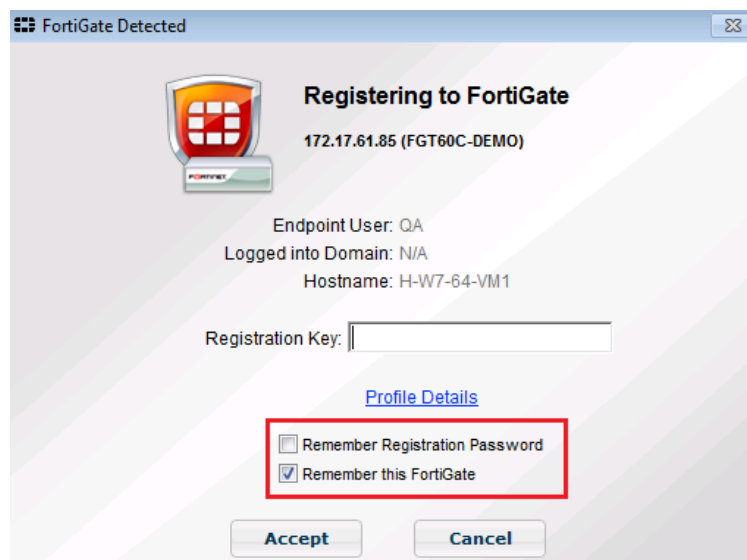 FortiGate Detected
Registering to FortiGate
172.17.61.85 (FGT60C-DEMO)
FORTINET
Endpoint User: QA
Logged into Domain: N/A
Hostname: H-W7-64-VM1
Registration Key:
Profile Details
Remember Registration Password
Remember this FortiGate
Accept
Cancel